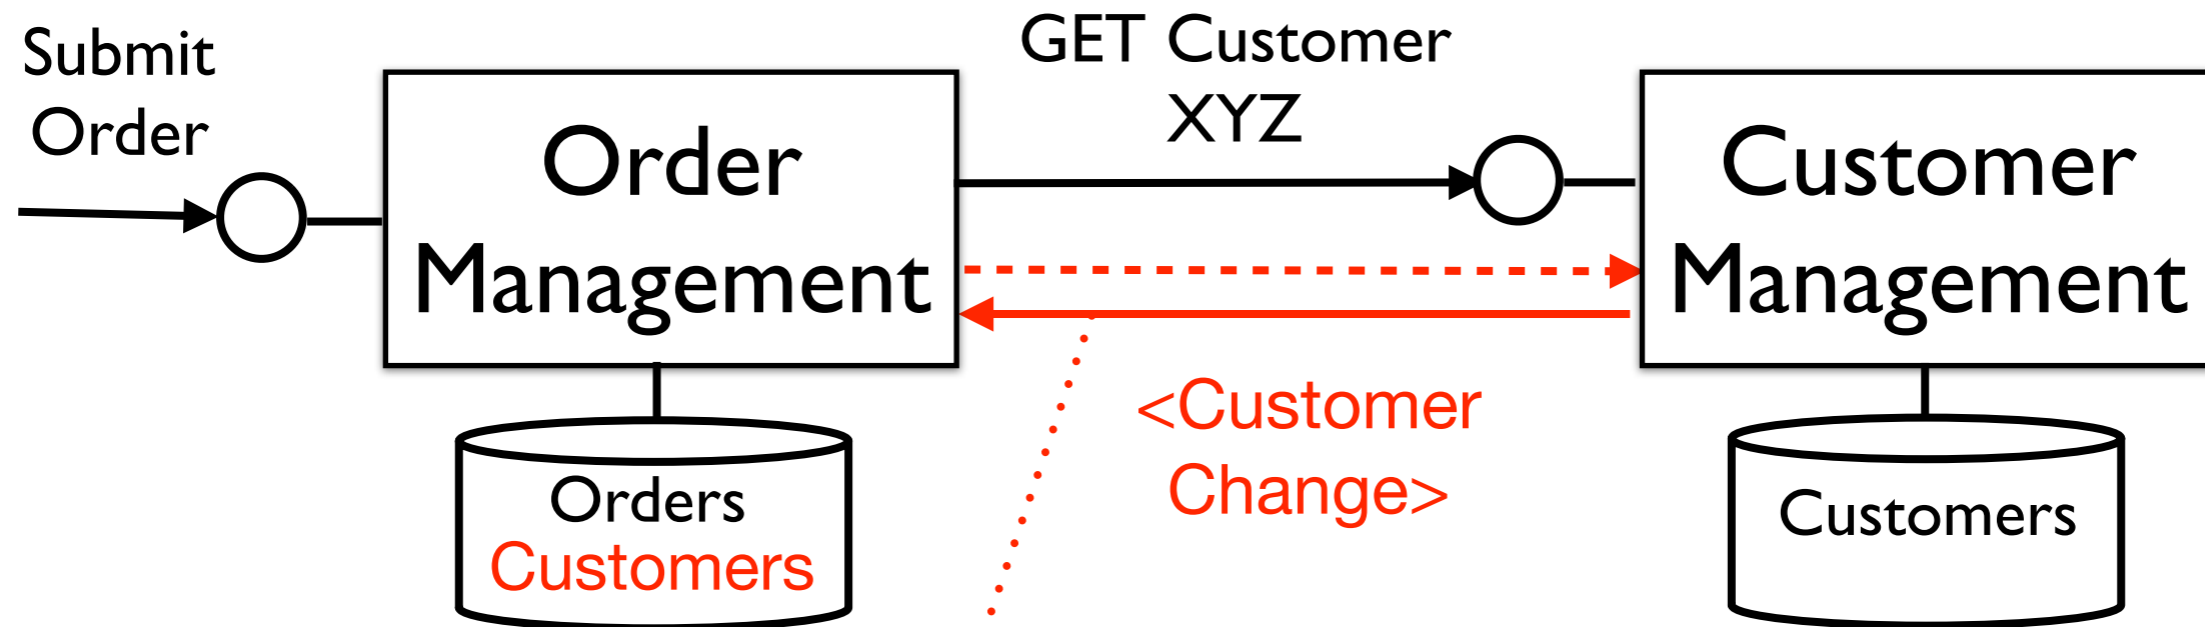 Submit
Order
GET Customer
XYZ
Order
Management
Customer
Management
<Customer
Change>
Orders
Customers
Customers